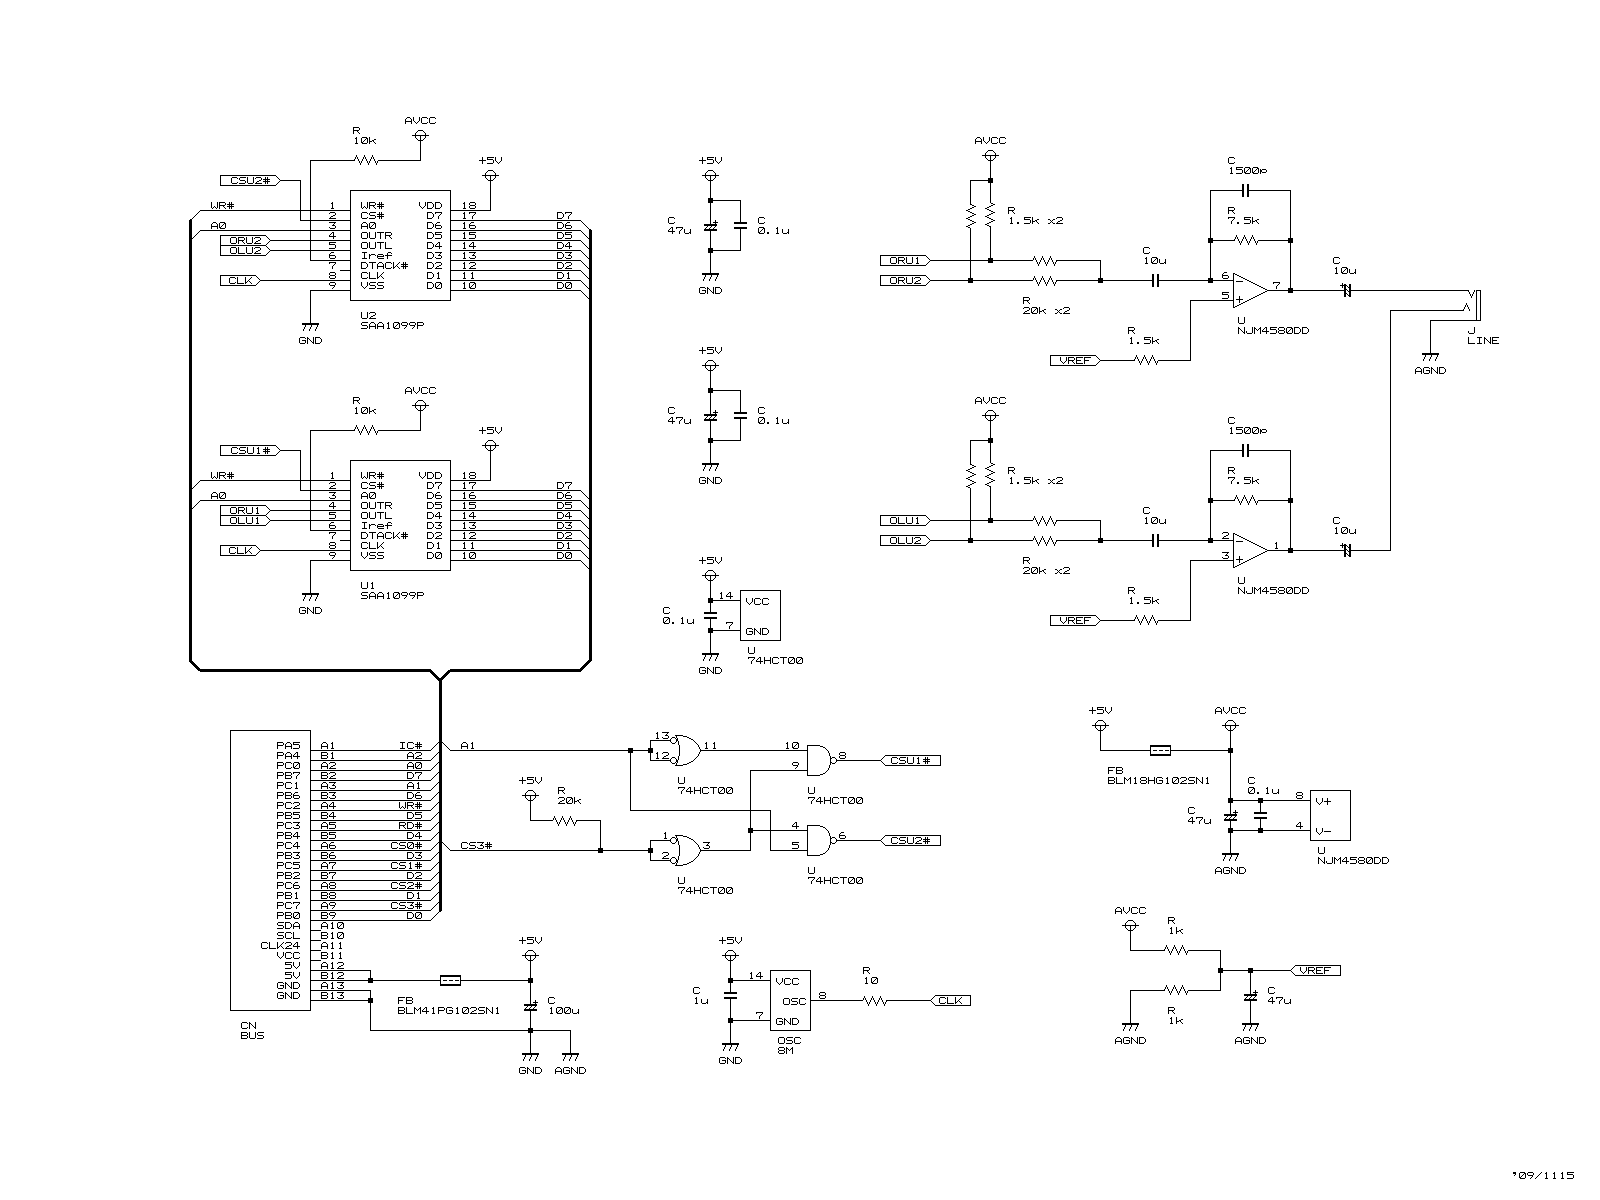 R
10k
AVCC
+5V
CSU2#
WR#
A0
ORU2
OLU2
CLK
1 WR# VDD 18
2 CS# D7 17 D7
3 A0 D6 16 D6
4 OUTR D5 15 D5
5 OUTL D4 14 D4
6 Iref D3 13 D3
7 DTACK# D2 12 D2
8 CLK D1 11 D1
9 VSS D0 10 D0
U2
SAA1099P
GND
R
10k
AVCC
+5V
CSU1#
WR#
A0
ORU1
OLU1
CLK
1 WR# VDD 18
2 CS# D7 17 D7
3 A0 D6 16 D6
4 OUTR D5 15 D5
5 OUTL D4 14 D4
6 Iref D3 13 D3
7 DTACK# D2 12 D2
8 CLK D1 11 D1
9 VSS D0 10 D0
U1
SAA1099P
GND
+5V
C
47u
C
0.1u
GND
+5V
C
47u
C
0.1u
GND
+5V
C
0.1u
14 VCC
7 GND
U
74HCT00
GND
AVCC
R
1.5k x2
ORU1
ORU2
R
20k x2
C
10u
C
1500p
R
7.5k
6
5
7
U
NJM4580DD
R
1.5k
VREF
C
10u
J
LINE
AGND
AVCC
R
1.5k x2
OLU1
OLU2
R
20k x2
C
10u
C
1500p
R
7.5k
2
3
1
U
NJM4580DD
R
1.5k
VREF
C
10u
PA5 A1 IC#
PA4 B1 A2
PC0 A2 A0
PB7 B2 D7
PC1 A3 A1
PB6 B3 D6
PC2 A4 WR#
PB5 B4 D5
PC3 A5 RD#
PB4 B5 D4
PC4 A6 CS0#
PB3 B6 D3
PC5 A7 CS1#
PB2 B7 D2
PC6 A8 CS2#
PB1 B8 D1
PC7 A9 CS3#
PB0 B9 D0
SDA A10
SCL B10
CLK24 A11
VCC B11
5V A12
5V B12
GND A13
GND B13
CN
BUS
FB
BLM41PG102SN1
+5V
C
100u
GND
AGND
A1
CS3#
+5V
R
20k
13
12
11
U
74HCT00
1
2
3
U
74HCT00
10
9
8
CSU1#
U
74HCT00
4
5
6
CSU2#
U
74HCT00
+5V
C
1u
14 VCC
OSC 8
7 GND
OSC
8M
GND
R
10
CLK
+5V
AVCC
FB
BLM18HG102SN1
C
47u
C
0.1u
8 V+
4 V-
U
NJM4580DD
AGND
AVCC
R
1k
R
1k
VREF
C
47u
AGND
AGND
'09/1115